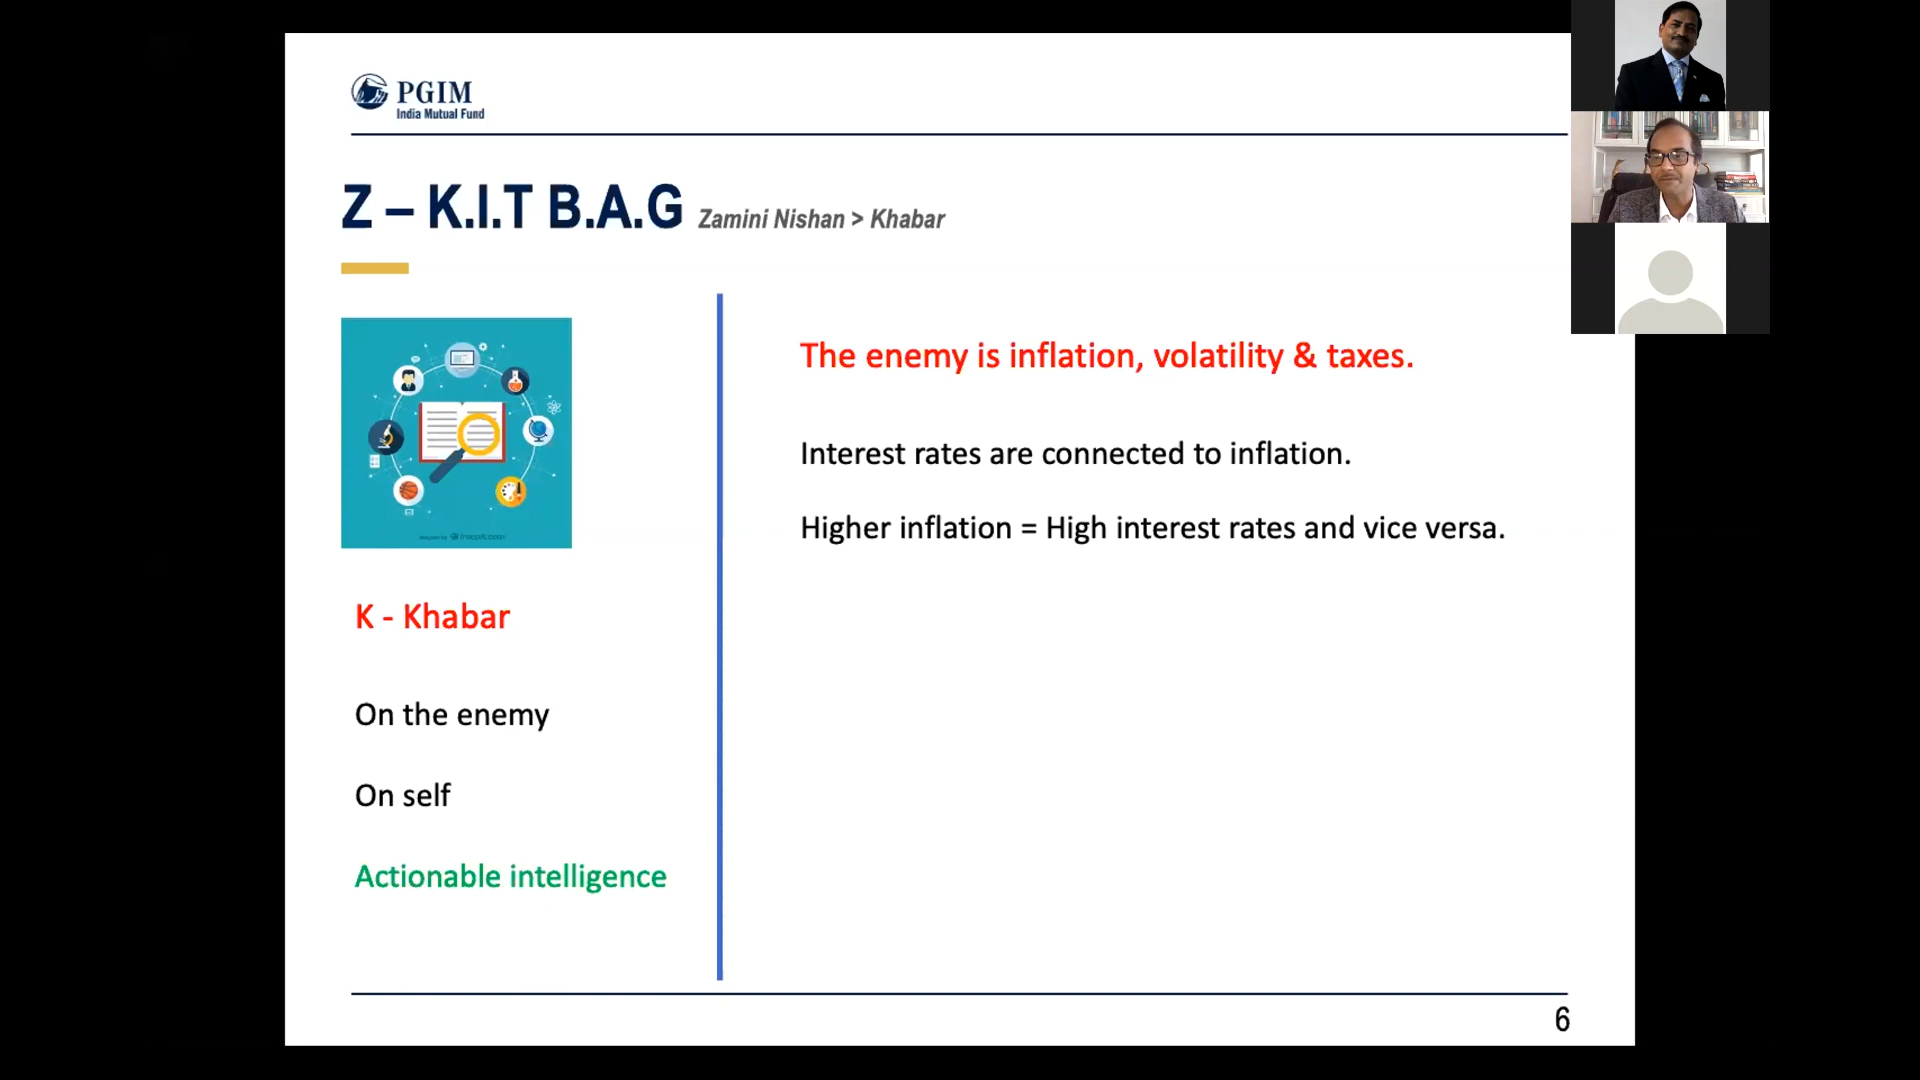 PGIM
India Mutual Fund
Z – K.I.T B.A.G Zamini Nishan > Khabar
K - Khabar
On the enemy
On self
Actionable intelligence
The enemy is inflation, volatility & taxes.
Interest rates are connected to inflation.
Higher inflation = High interest rates and vice versa.
6